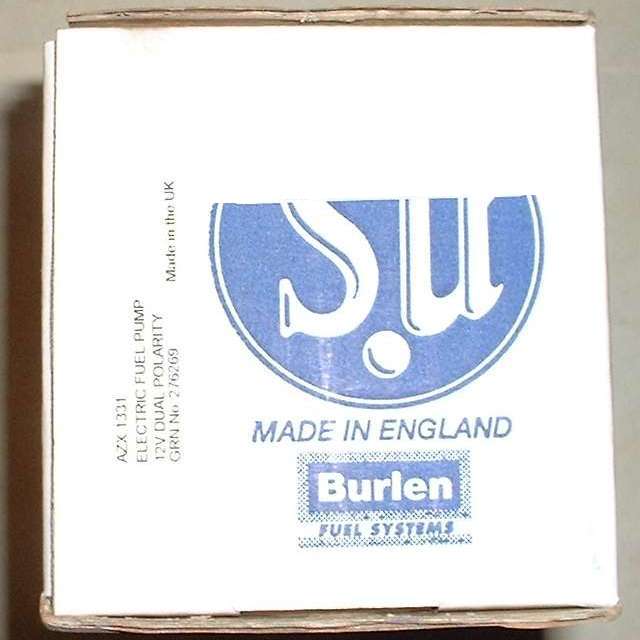 AZX 1331
ELECTRIC FUEL PUMP
12V DUAL POLARITY
GRN.No 276269 Made in the UK
S.U
MADE IN ENGLAND
Burlen
FUEL SYSTEMS